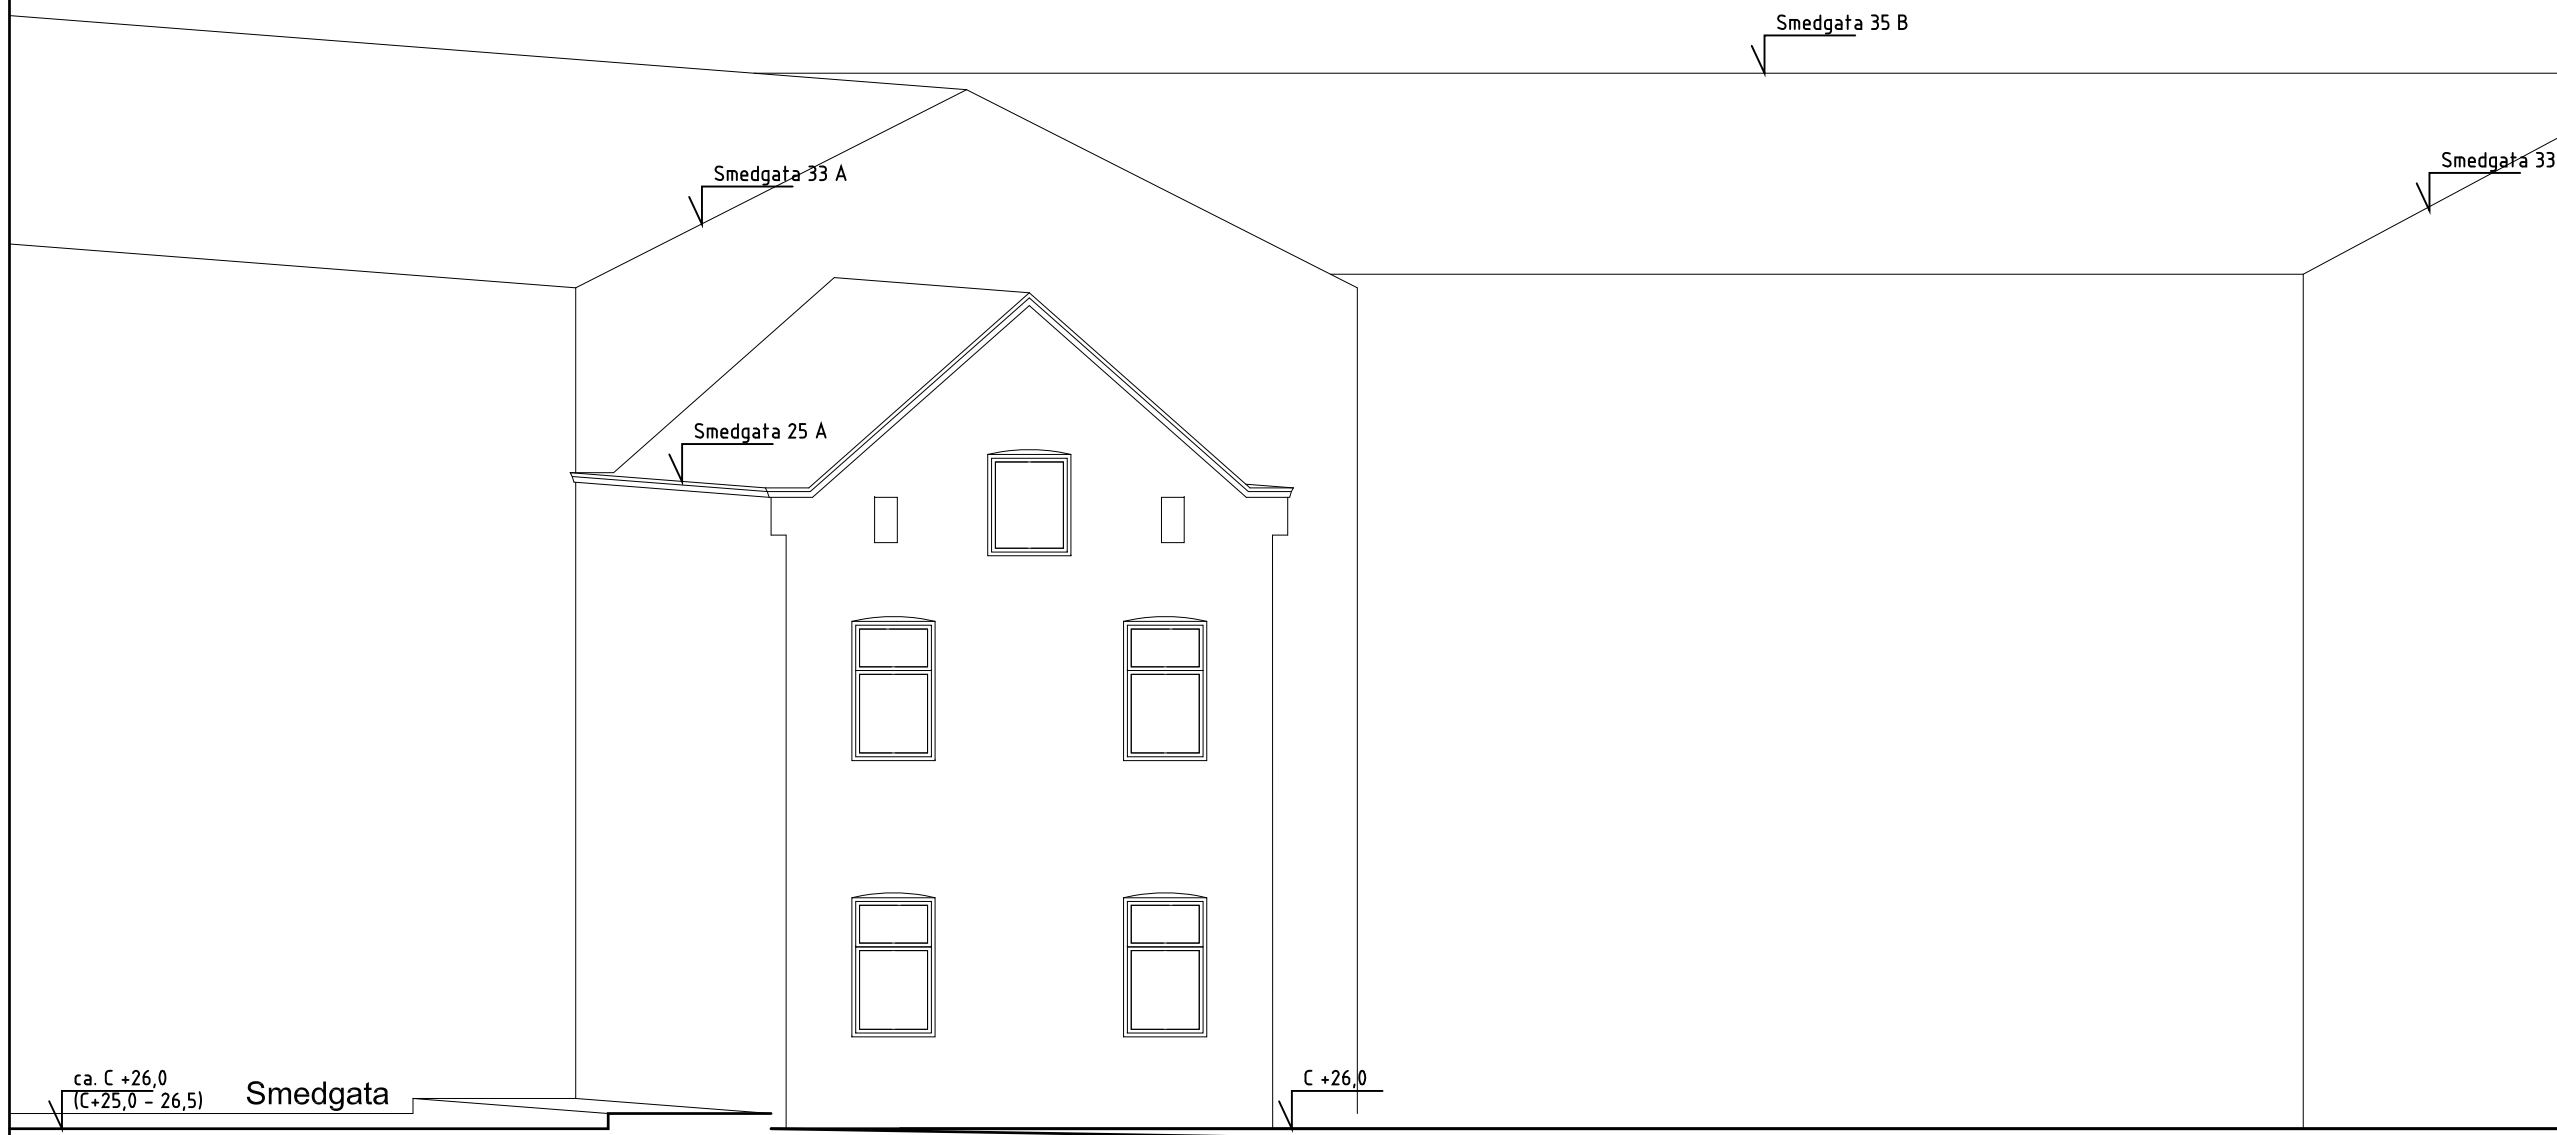 Smedgata 35 B
Smedgata 33
Smedgata 33 A
Smedgata 25 A
ca. C +26,0
(C+25,0 - 26,5)
Smedgata
C +26,0